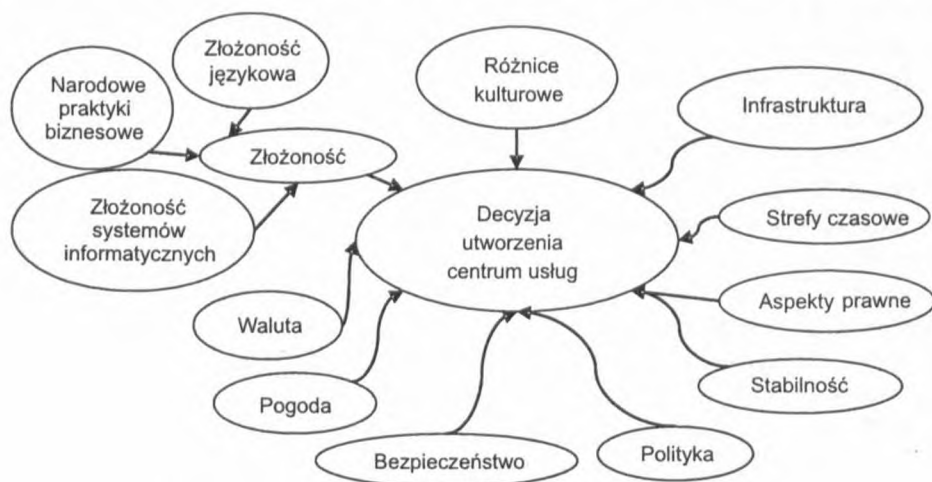 Złożoność
językowa
Narodowe
praktyki
biznesowe
Złożoność
Złożoność
systemów
informatycznych
Różnice
kulturowe
Infrastruktura
Decyzja
utworzenia
centrum usług
Strefy czasowe
Aspekty prawne
Stabilność
Waluta
Pogoda
Bezpieczeństwo
Polityka